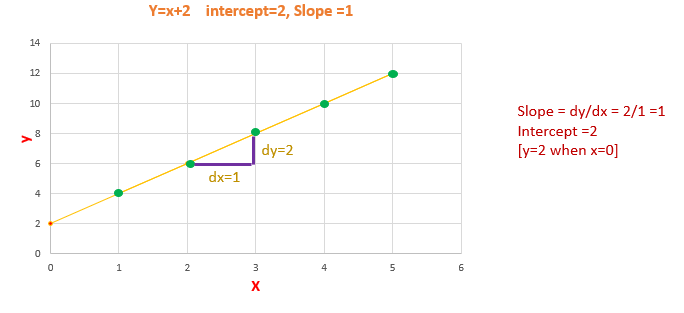 Y=x+2    intercept=2, Slope =1
14
12
10
8
6
4
2
0
y
dy=2
dx=1
0 1 2 3 4 5 6
X
Slope = dy/dx = 2/1 =1
Intercept =2
[y=2 when x=0]